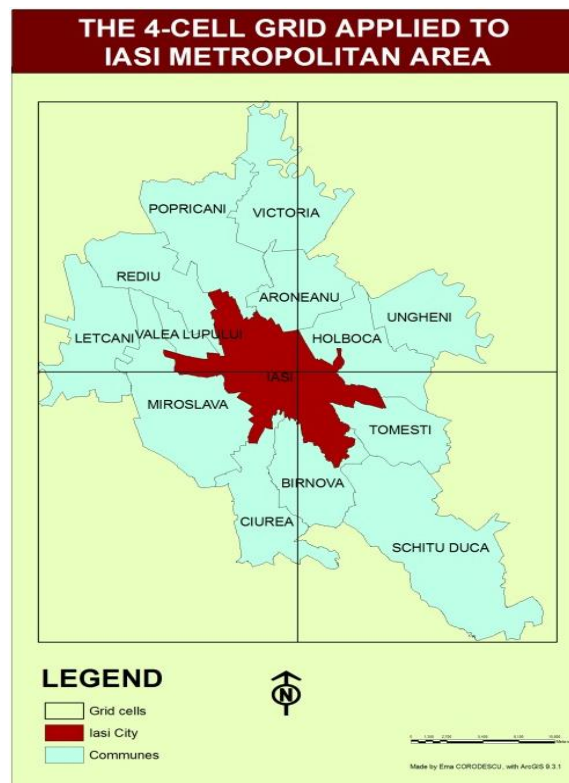 THE 4-CELL GRID APPLIED TO
IASI METROPOLITAN AREA
POPRICANI
VICTORIA
REDIU
ARONEANU
UNGHENI
LETCANI
VALEA LUPULUI
HOLBOCA
IASI
MIROSLAVA
TOMESTI
BIRNOVA
CIUREA
SCHITU DUCA
LEGEND
Grid cells
Iasi City
Communes
N
Made by Ema CORODESCU, with ArcGIS 9.3.1